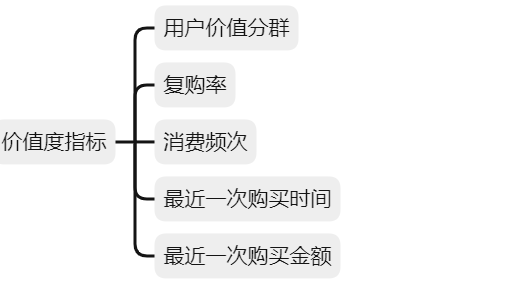 用户价值分群
复购率
价值度指标
消费频次
最近一次购买时间
最近一次购买金额